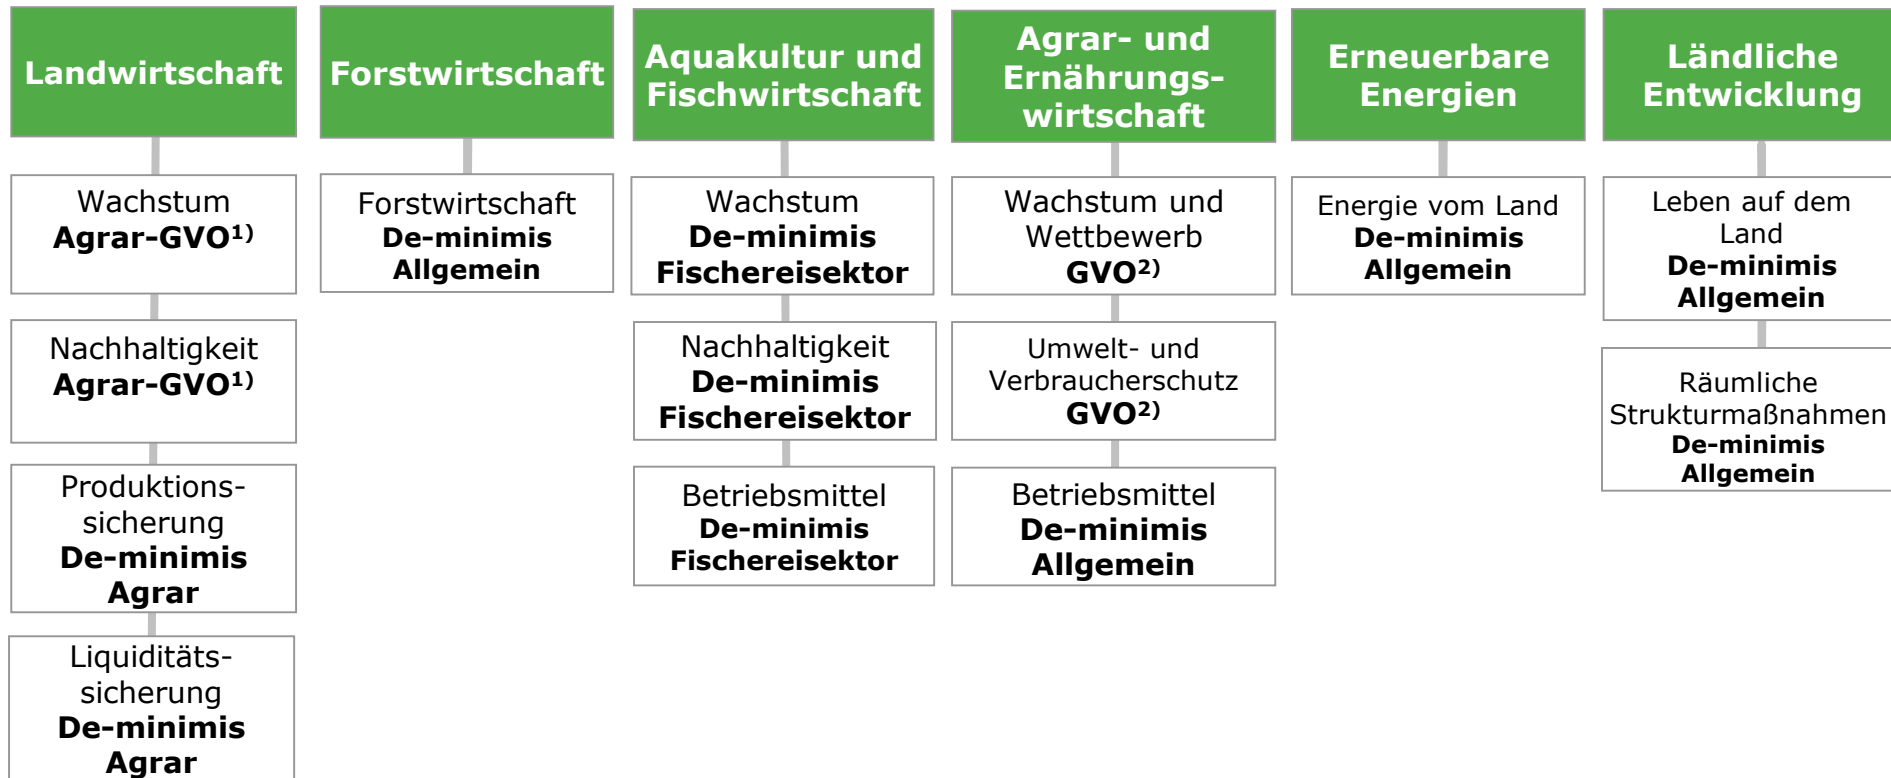 Landwirtschaft
Wachstum
Agrar-GVO¹⁾
Nachhaltigkeit
Agrar-GVO¹⁾
Produktions-
sicherung
De-minimis
Agrar
Liquiditäts-
sicherung
De-minimis
Agrar
Forstwirtschaft
Forstwirtschaft
De-minimis
Allgemein
Aquakultur und
Fischwirtschaft
Wachstum
De-minimis
Fischereisektor
Nachhaltigkeit
De-minimis
Fischereisektor
Betriebsmittel
De-minimis
Fischereisektor
Agrar- und
Ernährungs-
wirtschaft
Wachstum und
Wettbewerb
GVO²⁾
Umwelt- und
Verbraucherschutz
GVO²⁾
Betriebsmittel
De-minimis
Allgemein
Erneuerbare
Energien
Energie vom Land
De-minimis
Allgemein
Ländliche
Entwicklung
Leben auf dem
Land
De-minimis
Allgemein
Räumliche
Strukturmaßnahmen
De-minimis
Allgemein